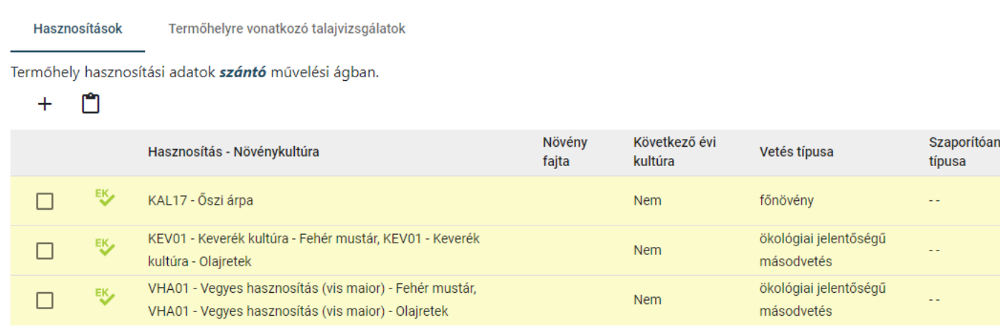 Hasznosítások Termőhelyre vonatkozó talajvizsgálatok
Termőhely hasznosítási adatok szántó művelési ágban.
Hasznosítás - Növénykultúra
Növény
fajta
Következő évi
kultúra
Vetés típusa
Szaporítóan
típusa
EK
KAL17 - Őszi árpa
Nem
főnövény
- -
EK
KEV01 - Keverék kultúra - Fehér mustár, KEV01 - Keverék
kultúra - Olajretek
Nem
ökológiai jelentőségű
másodvetés
- -
EK
VHA01 - Vegyes hasznosítás (vis maior) - Fehér mustár,
VHA01 - Vegyes hasznosítás (vis maior) - Olajretek
Nem
ökológiai jelentőségű
másodvetés
- -